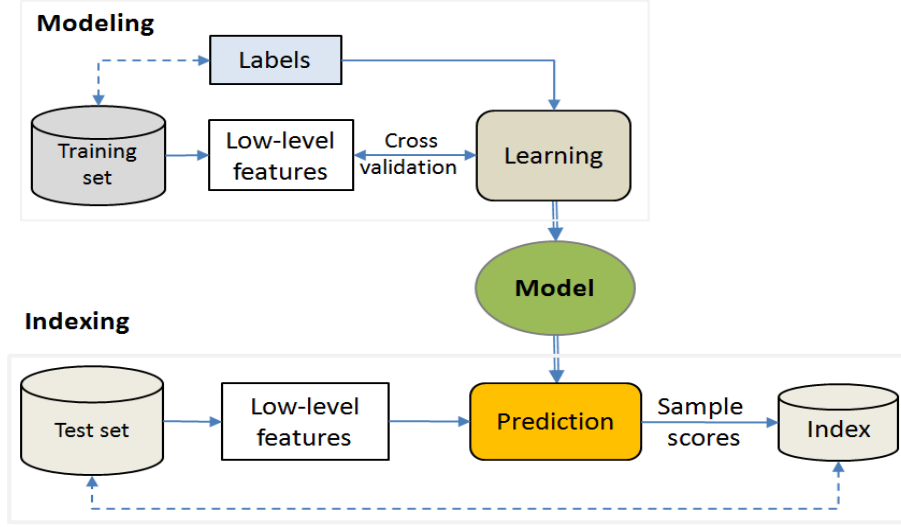 Modeling
Labels
Training
set
Low-level
features
Cross
validation
Learning
Model
Indexing
Test set
Low-level
features
Prediction
Sample
scores
Index